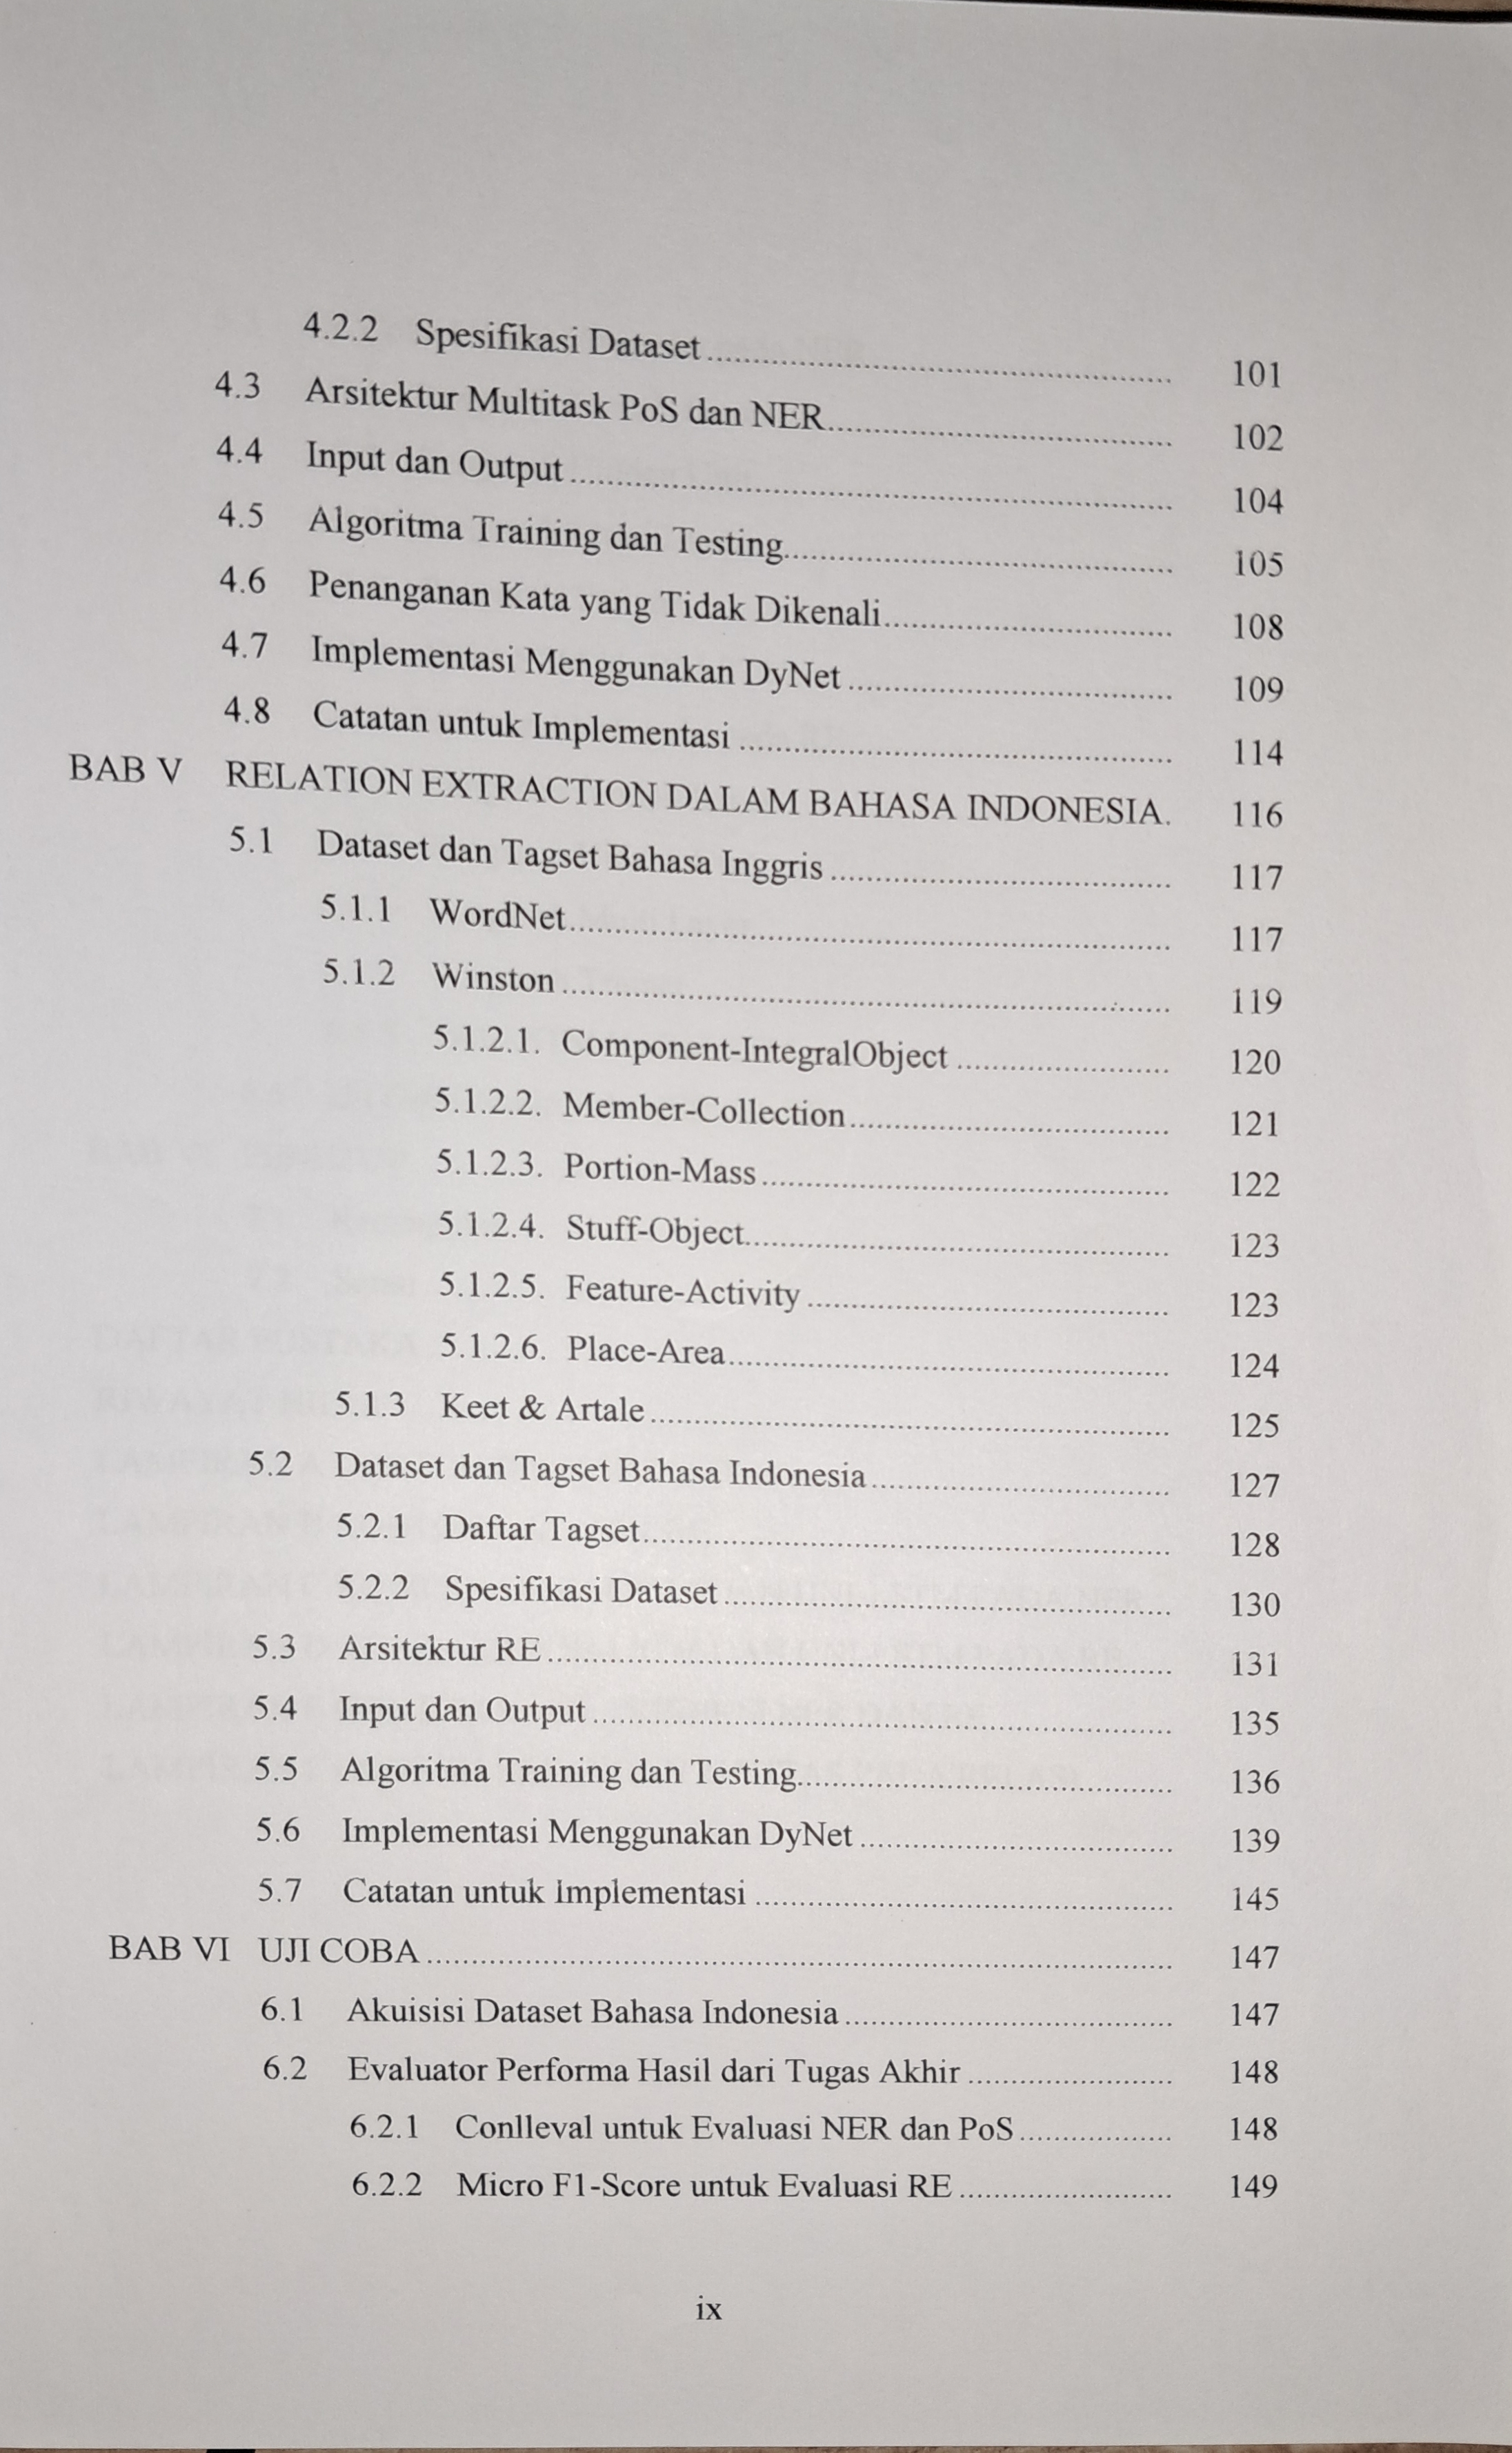 4.2.2 Spesifikasi Dataset ........ 101
4.3 Arsitektur Multitask PoS dan NER ........ 102
4.4 Input dan Output ........ 104
4.5 Algoritma Training dan Testing ........ 105
4.6 Penanganan Kata yang Tidak Dikenali ........ 108
4.7 Implementasi Menggunakan DyNet ........ 109
4.8 Catatan untuk Implementasi ........ 114
BAB V RELATION EXTRACTION DALAM BAHASA INDONESIA. 116
5.1 Dataset dan Tagset Bahasa Inggris ........ 117
5.1.1 WordNet ........ 117
5.1.2 Winston ........ 119
5.1.2.1. Component-IntegralObject ........ 120
5.1.2.2. Member-Collection ........ 121
5.1.2.3. Portion-Mass ........ 122
5.1.2.4. Stuff-Object ........ 123
5.1.2.5. Feature-Activity ........ 123
5.1.2.6. Place-Area ........ 124
5.1.3 Keet & Artale ........ 125
5.2 Dataset dan Tagset Bahasa Indonesia ........ 127
5.2.1 Daftar Tagset ........ 128
5.2.2 Spesifikasi Dataset ........ 130
5.3 Arsitektur RE ........ 131
5.4 Input dan Output ........ 135
5.5 Algoritma Training dan Testing ........ 136
5.6 Implementasi Menggunakan DyNet ........ 139
5.7 Catatan untuk Implementasi ........ 145
BAB VI UJI COBA ........ 147
6.1 Akuisisi Dataset Bahasa Indonesia ........ 147
6.2 Evaluator Performa Hasil dari Tugas Akhir ........ 148
6.2.1 Conlleval untuk Evaluasi NER dan PoS ........ 148
6.2.2 Micro F1-Score untuk Evaluasi RE ........ 149
ix